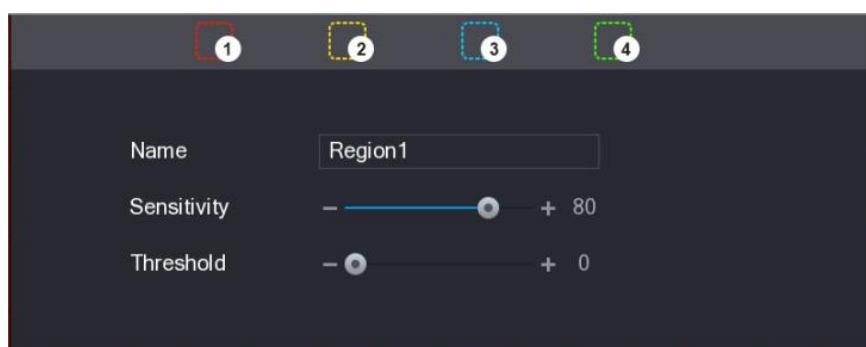 1 2 3 4
Name Region1
Sensitivity − + 80
Threshold − + 0